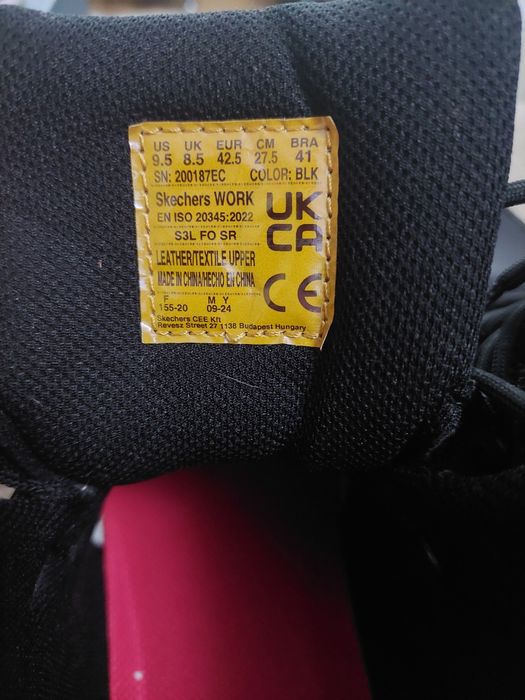 US UK EUR CM BRA
9.5 8.5 42.5 27.5 41
SN: 200187EC COLOR: BLK
Skechers WORK
EN ISO 20345:2022
S3L FO SR
LEATHER/TEXTILE UPPER
MADE IN CHINA/HECHO EN CHINA
F M Y
155-20 09-24
Skechers CEE Kft
Revesz Street 27 1138 Budapest Hungary
UK
CA
CE